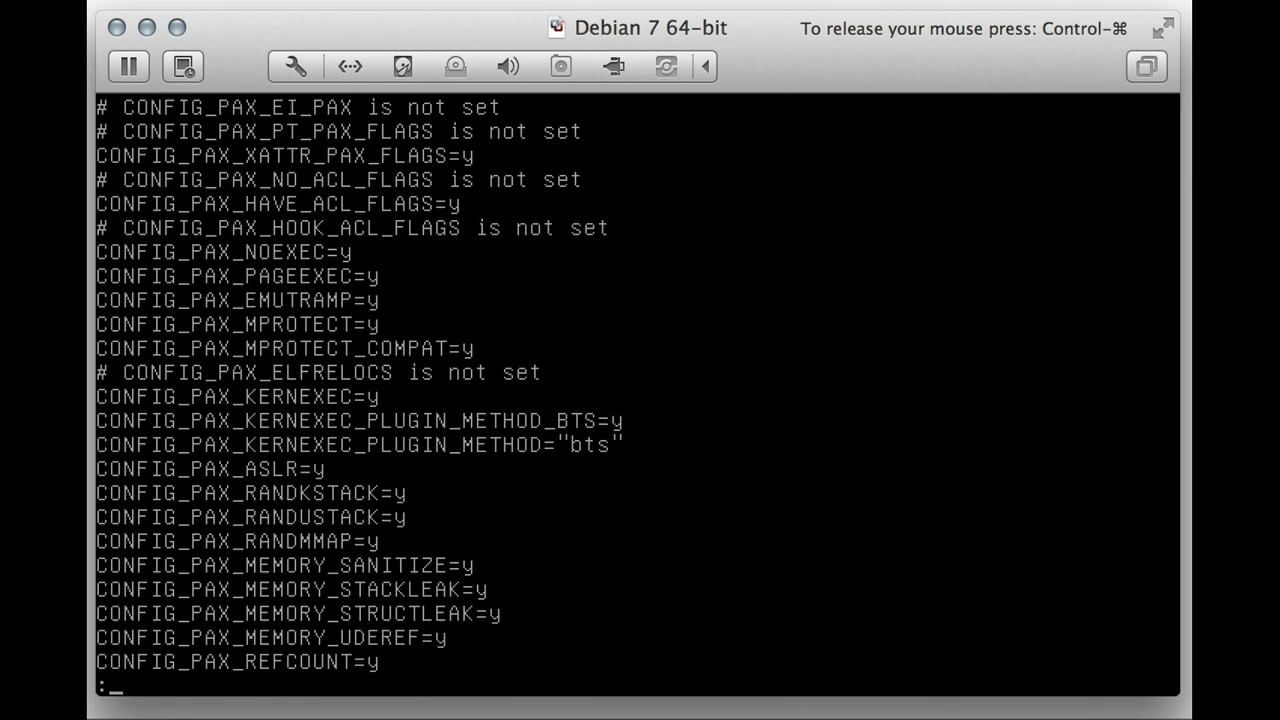 Debian 7 64-bit
To release your mouse press: Control-⌘
# CONFIG_PAX_EI_PAX is not set
# CONFIG_PAX_PT_PAX_FLAGS is not set
CONFIG_PAX_XATTR_PAX_FLAGS=y
# CONFIG_PAX_NO_ACL_FLAGS is not set
CONFIG_PAX_HAVE_ACL_FLAGS=y
# CONFIG_PAX_HOOK_ACL_FLAGS is not set
CONFIG_PAX_NOEXEC=y
CONFIG_PAX_PAGEEXEC=y
CONFIG_PAX_EMUTRAMP=y
CONFIG_PAX_MPROTECT=y
CONFIG_PAX_MPROTECT_COMPAT=y
# CONFIG_PAX_ELFRELOCS is not set
CONFIG_PAX_KERNEXEC=y
CONFIG_PAX_KERNEXEC_PLUGIN_METHOD_BTS=y
CONFIG_PAX_KERNEXEC_PLUGIN_METHOD="bts"
CONFIG_PAX_ASLR=y
CONFIG_PAX_RANDKSTACK=y
CONFIG_PAX_RANDUSTACK=y
CONFIG_PAX_RANDMMAP=y
CONFIG_PAX_MEMORY_SANITIZE=y
CONFIG_PAX_MEMORY_STACKLEAK=y
CONFIG_PAX_MEMORY_STRUCTLEAK=y
CONFIG_PAX_MEMORY_UDEREF=y
CONFIG_PAX_REFCOUNT=y
:_